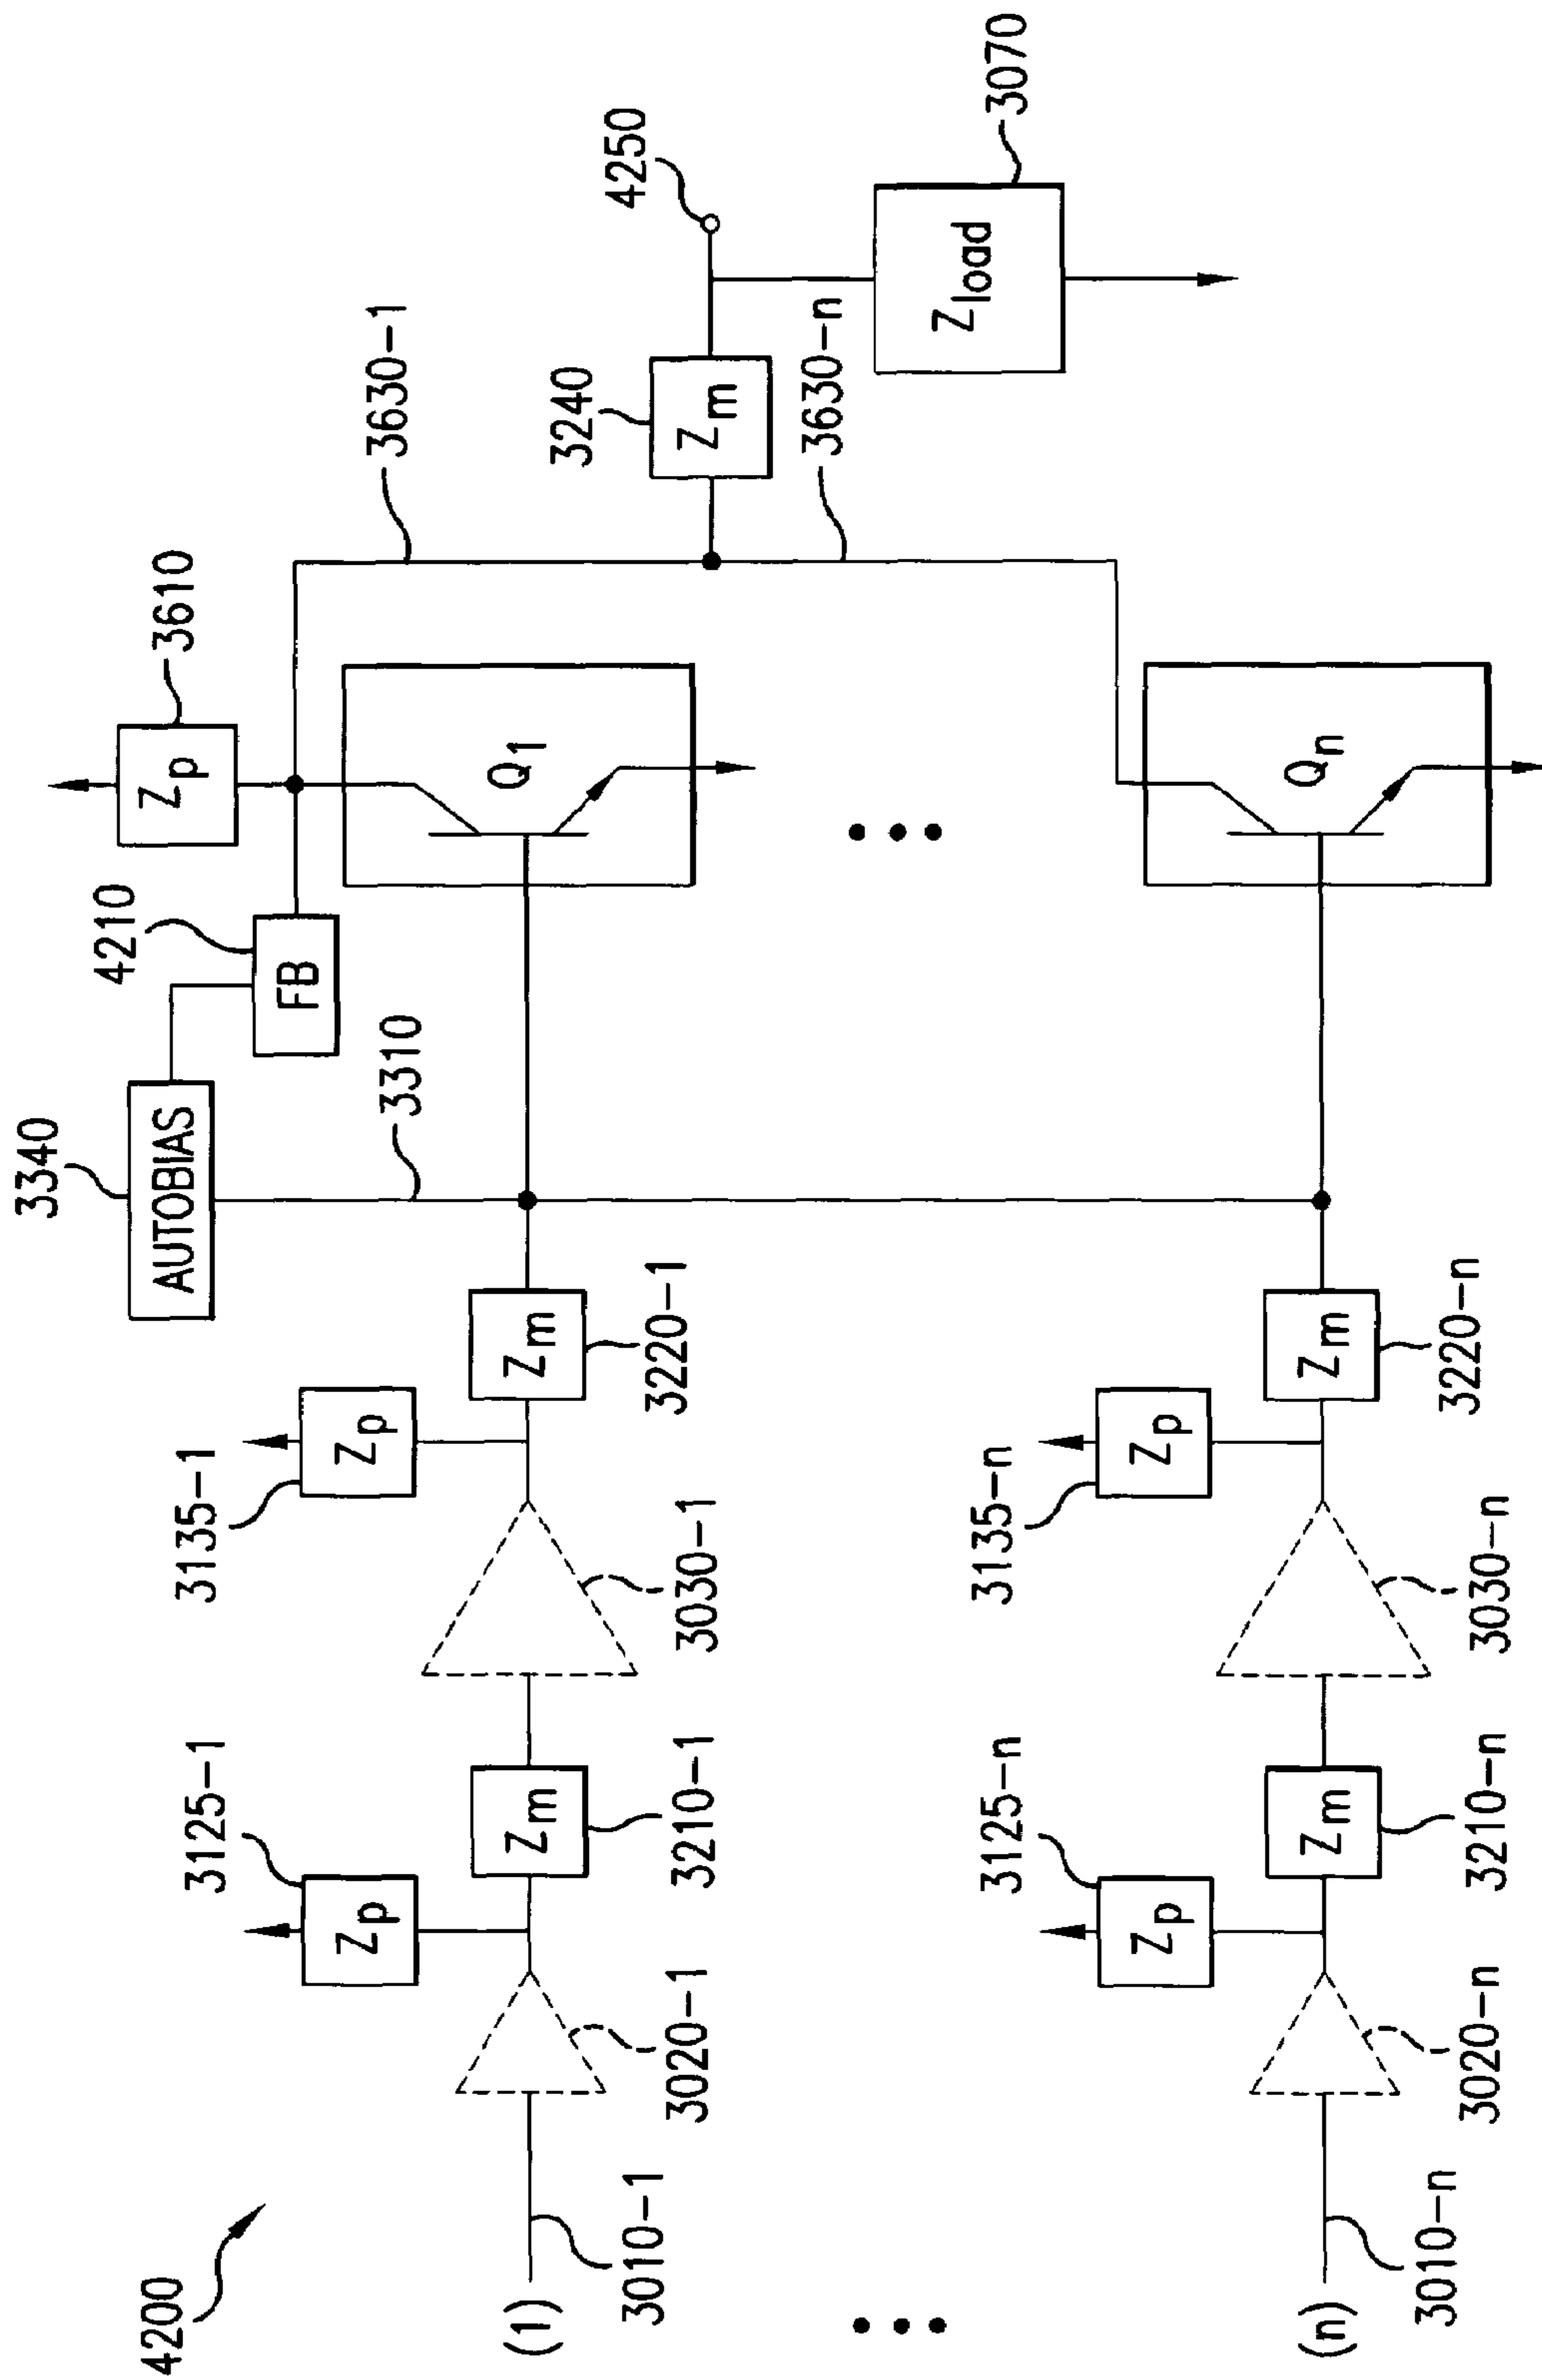 4200
(1)
3010-1
3020-1
3125-1
Zp
3210-1
Zm
3030-1
3135-1
Zp
3220-1
Zm
3340
AUTOBIAS
3310
4210
FB
3610
Zp
Q1
3630-1
3240
Zm
4250
3630-n
Zload
3070
(n)
3010-n
3020-n
3125-n
Zp
3210-n
Zm
3030-n
3135-n
Zp
3220-n
Zm
Qn